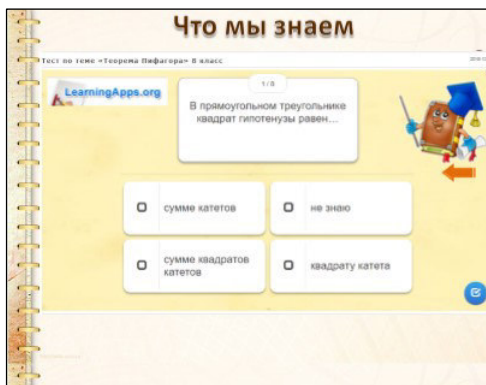 Что мы знаем
Тест по теме «Теорема Пифагора» 8 класс
LearningApps.org
1 / 8
В прямоугольном треугольнике
квадрат гипотенузы равен...
сумме катетов
не знаю
сумме квадратов
катетов
квадрату катета